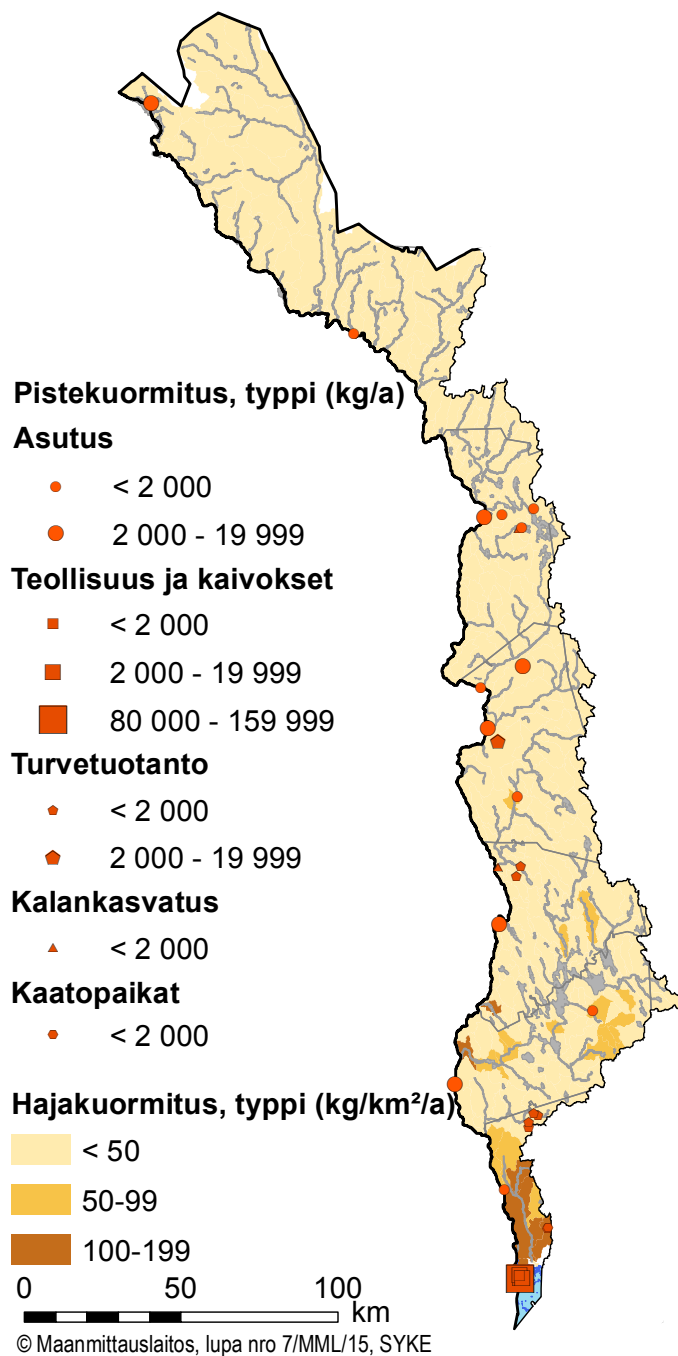 Pistekuormitus, typpi (kg/a)
Asutus
< 2 000
2 000 - 19 999
Teollisuus ja kaivokset
< 2 000
2 000 - 19 999
80 000 - 159 999
Turvetuotanto
< 2 000
2 000 - 19 999
Kalankasvatus
< 2 000
Kaatopaikat
< 2 000
Hajakuormitus, typpi (kg/km²/a)
< 50
50-99
100-199
0 50 100
km
© Maanmittauslaitos, lupa nro 7/MML/15, SYKE